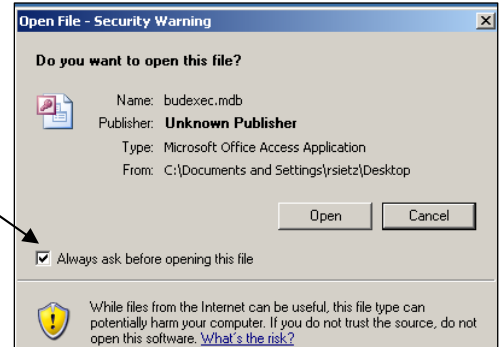 Open File - Security Warning
Do you want to open this file?
Name: budexec.mdb
Publisher: Unknown Publisher
Type: Microsoft Office Access Application
From: C:\Documents and Settings\rsietz\Desktop
Open Cancel
Always ask before opening this file
While files from the Internet can be useful, this file type can
potentially harm your computer. If you do not trust the source, do not
open this software. What's the risk?